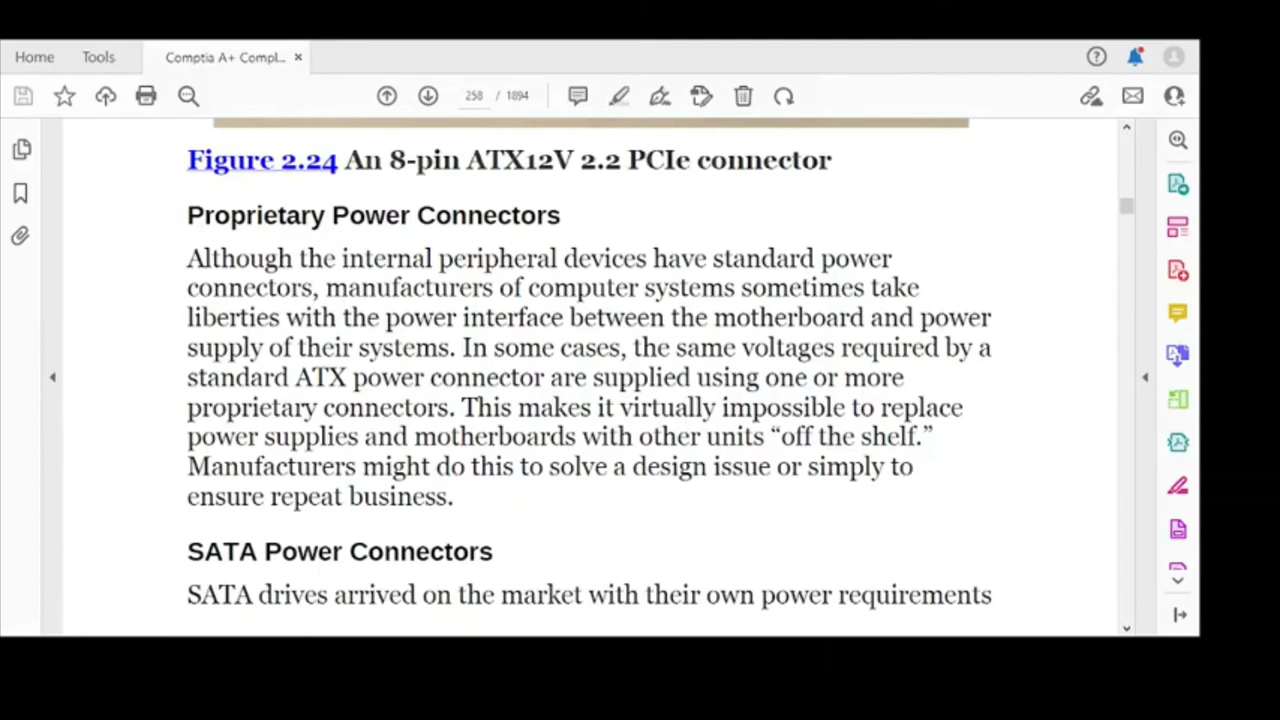 Home Tools Comptia A+ Compl... ×
258 / 1894
Figure 2.24 An 8-pin ATX12V 2.2 PCIe connector
Proprietary Power Connectors
Although the internal peripheral devices have standard power
connectors, manufacturers of computer systems sometimes take
liberties with the power interface between the motherboard and power
supply of their systems. In some cases, the same voltages required by a
standard ATX power connector are supplied using one or more
proprietary connectors. This makes it virtually impossible to replace
power supplies and motherboards with other units “off the shelf.”
Manufacturers might do this to solve a design issue or simply to
ensure repeat business.
SATA Power Connectors
SATA drives arrived on the market with their own power requirements